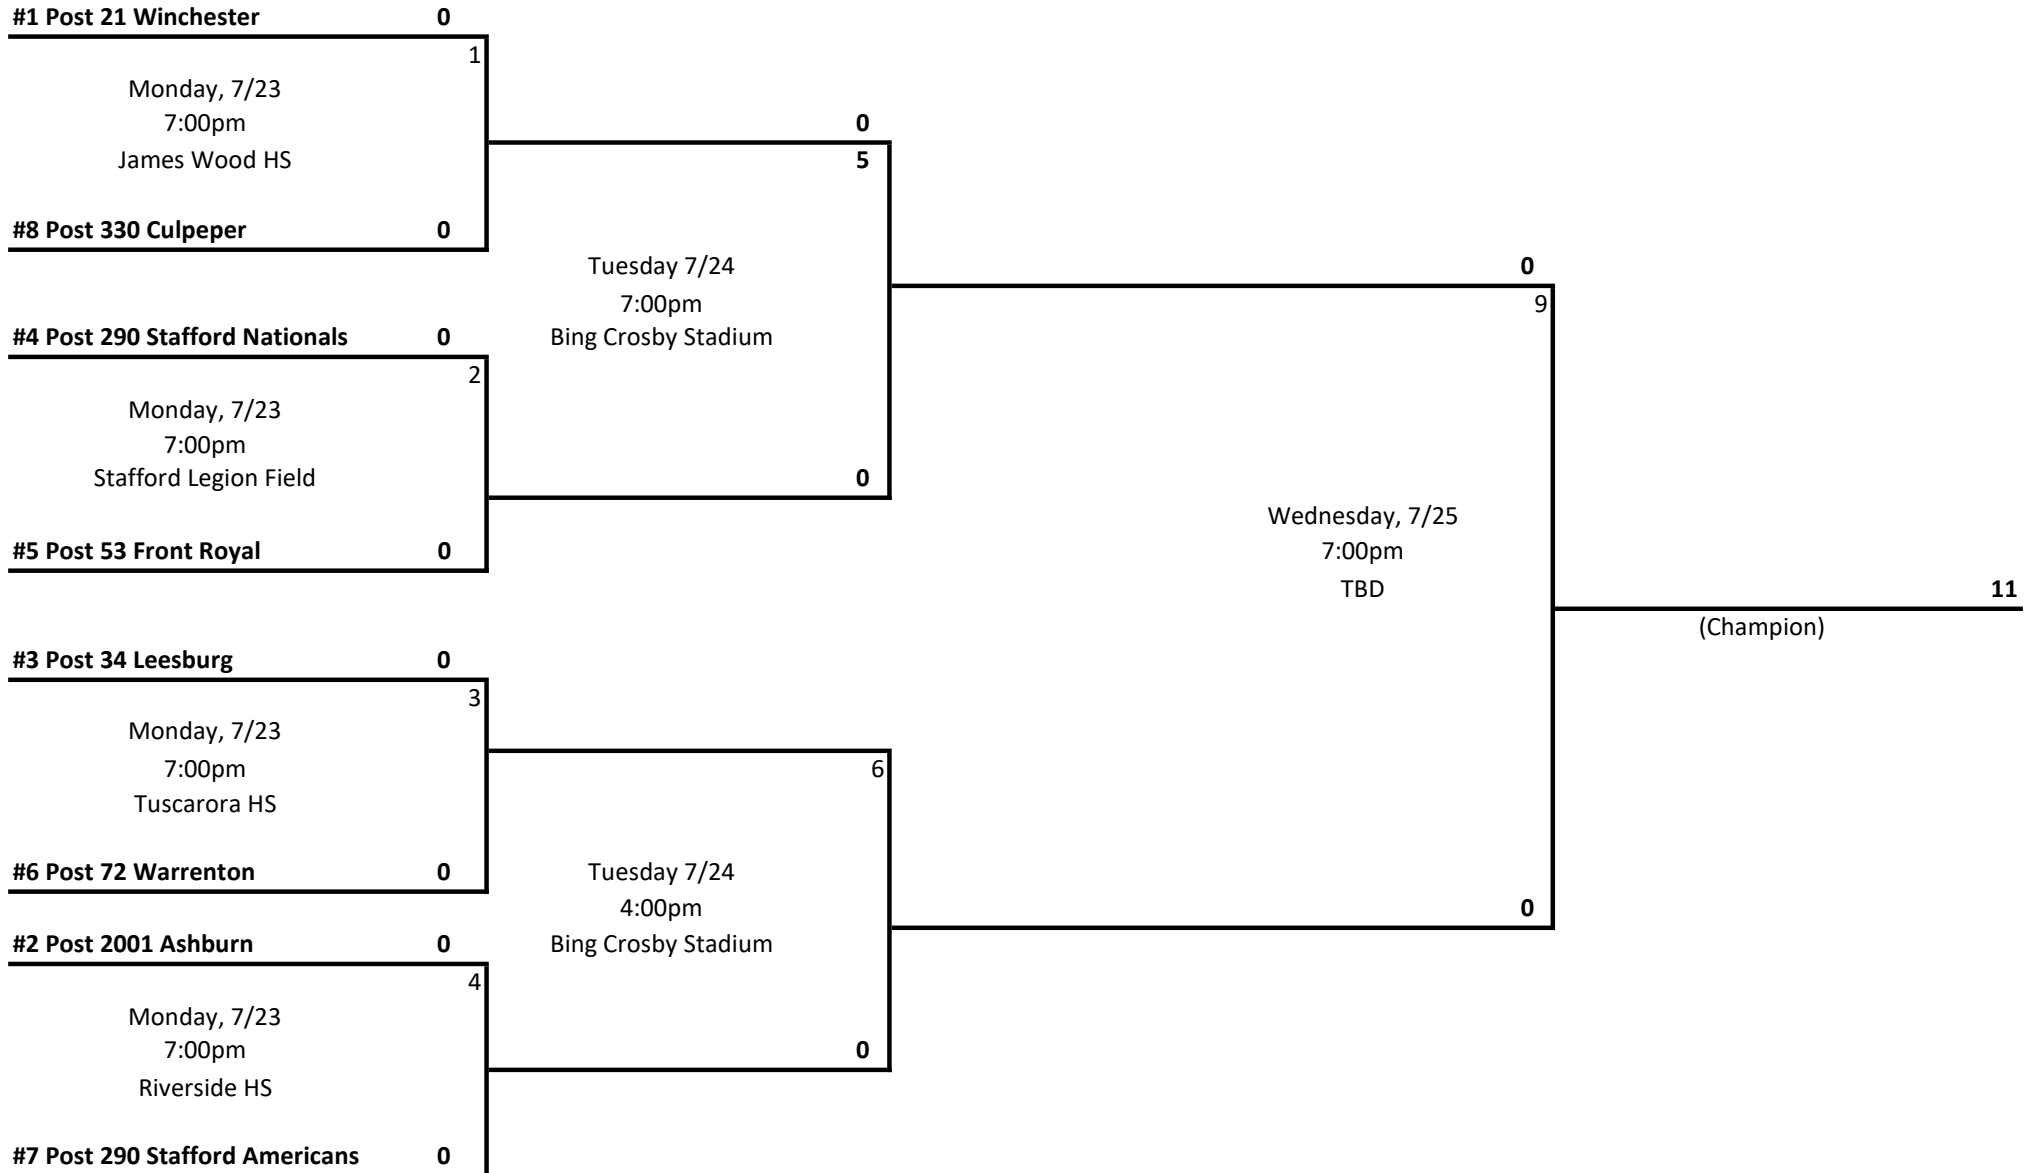 #1 Post 21 Winchester 0
1
Monday, 7/23
7:00pm
James Wood HS
#8 Post 330 Culpeper 0
#4 Post 290 Stafford Nationals 0
2
Monday, 7/23
7:00pm
Stafford Legion Field
#5 Post 53 Front Royal 0
#3 Post 34 Leesburg 0
3
Monday, 7/23
7:00pm
Tuscarora HS
#6 Post 72 Warrenton 0
#2 Post 2001 Ashburn 0
4
Monday, 7/23
7:00pm
Riverside HS
#7 Post 290 Stafford Americans 0
0
5
Tuesday 7/24
7:00pm
Bing Crosby Stadium
0
6
Tuesday 7/24
4:00pm
Bing Crosby Stadium
0
0
9
Wednesday, 7/25
7:00pm
TBD
0
11
(Champion)